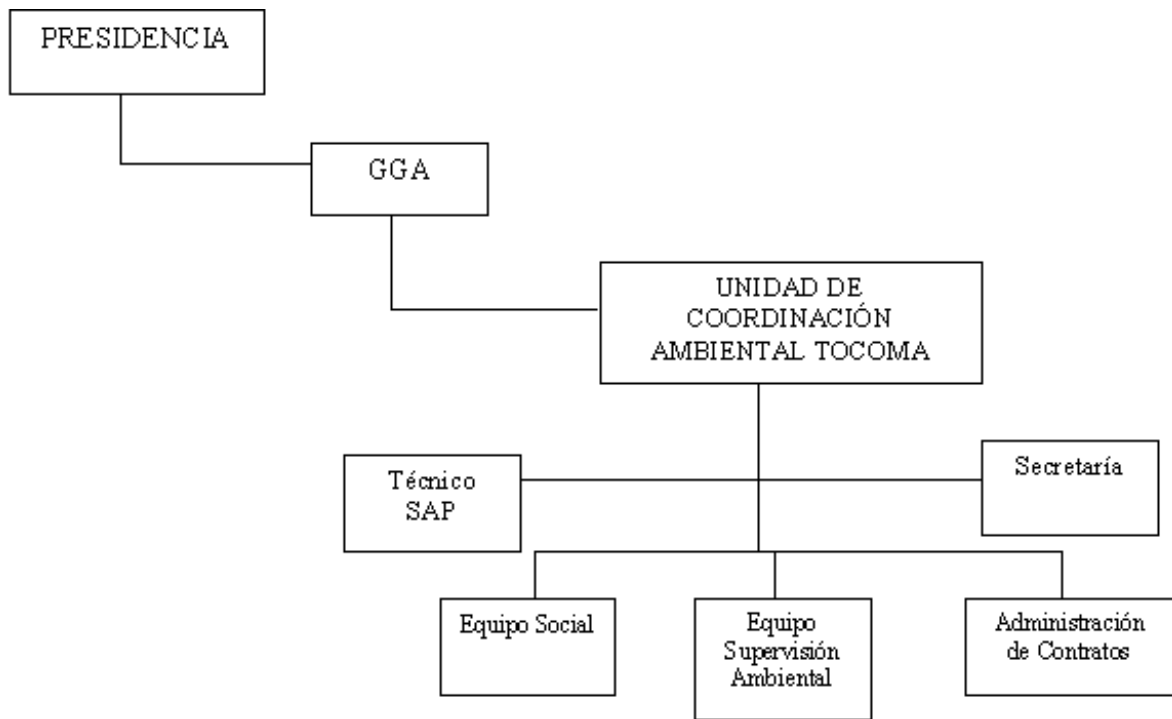 PRESIDENCIA
GGA
UNIDAD DE
COORDINACIÓN
AMBIENTAL TOCOMA
Técnico
SAP
Secretaría
Equipo Social
Equipo
Supervisión
Ambiental
Administración
de Contratos